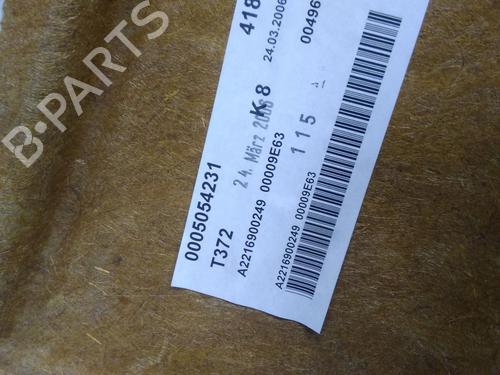 B-PARTS
0005054231
T372
24. März 2006
K 8
418
24.03.2006
A2216900249 00009E63
115
00496
A2216900249 00009E63